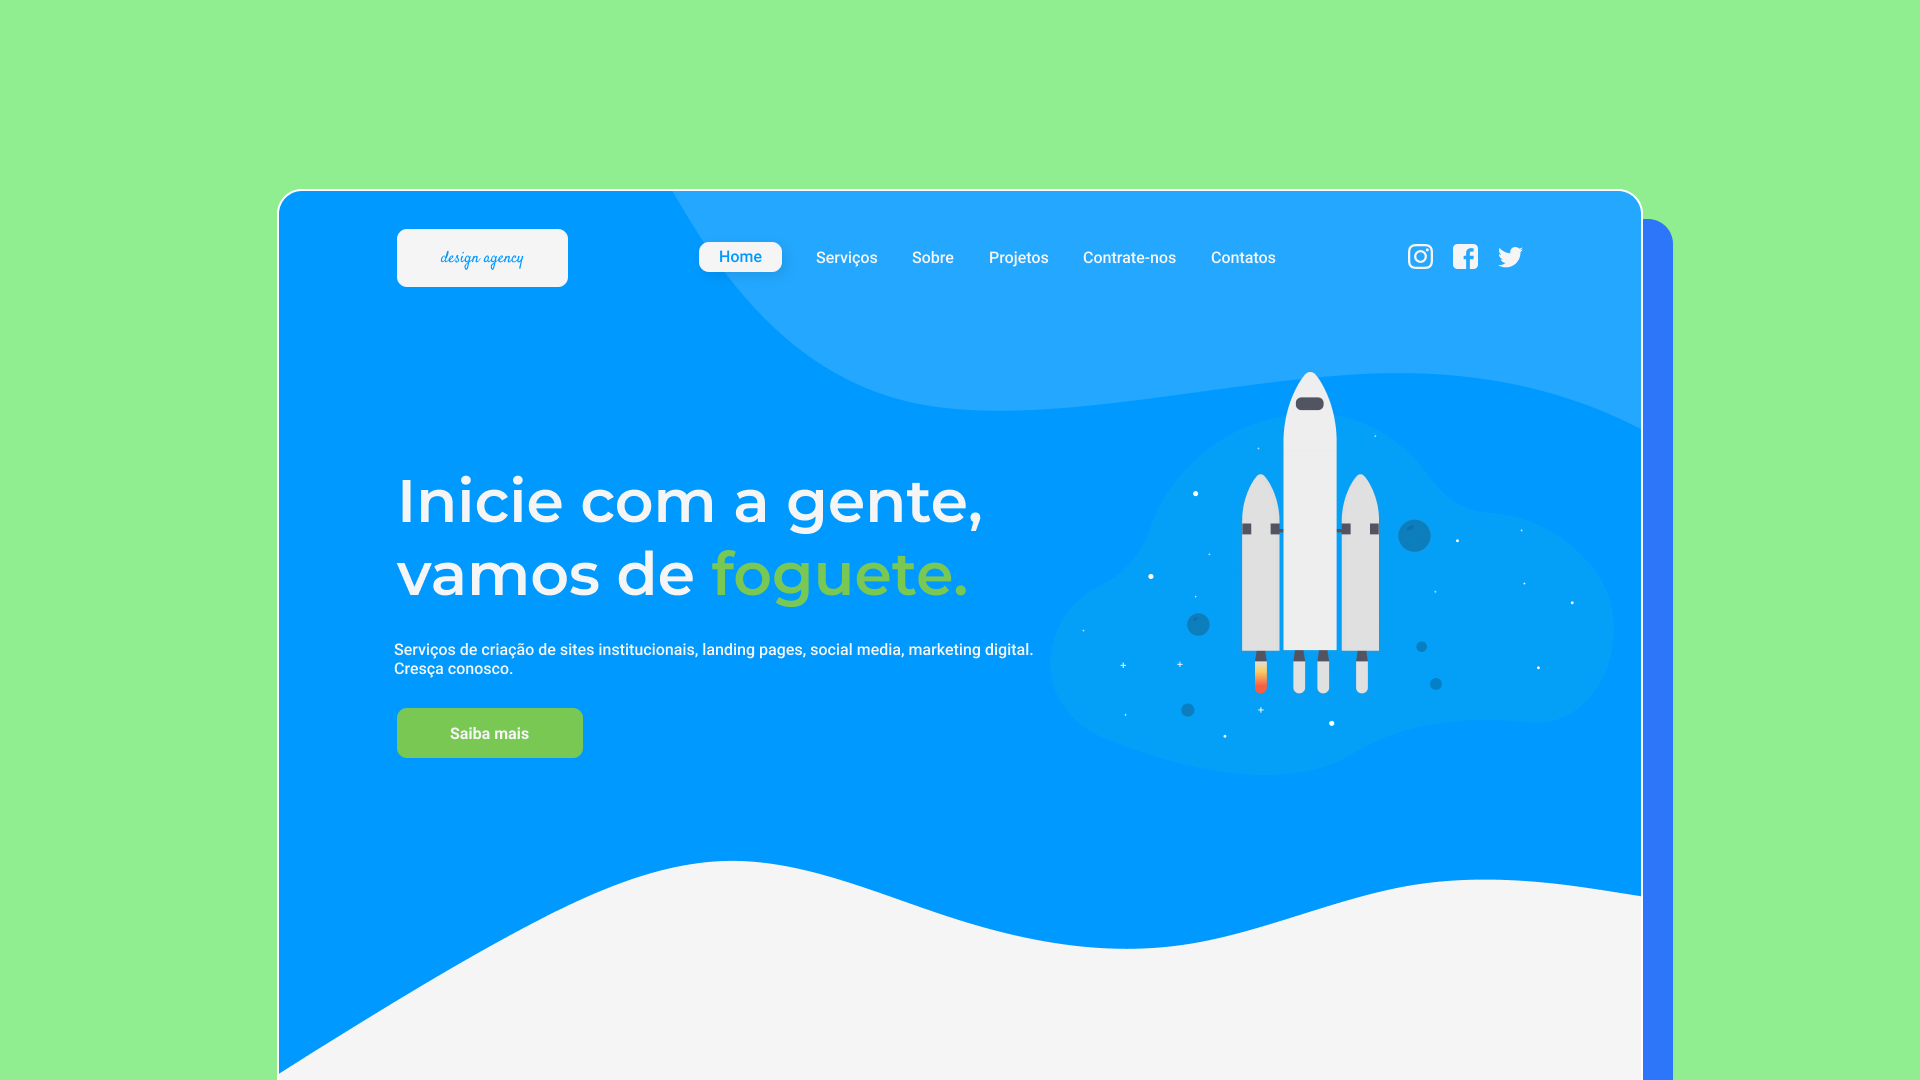 design agency
Home Serviços Sobre Projetos Contrate-nos Contatos
Inicie com a gente,
vamos de foguete.
Serviços de criação de sites institucionais, landing pages, social media, marketing digital.
Cresça conosco.
Saiba mais